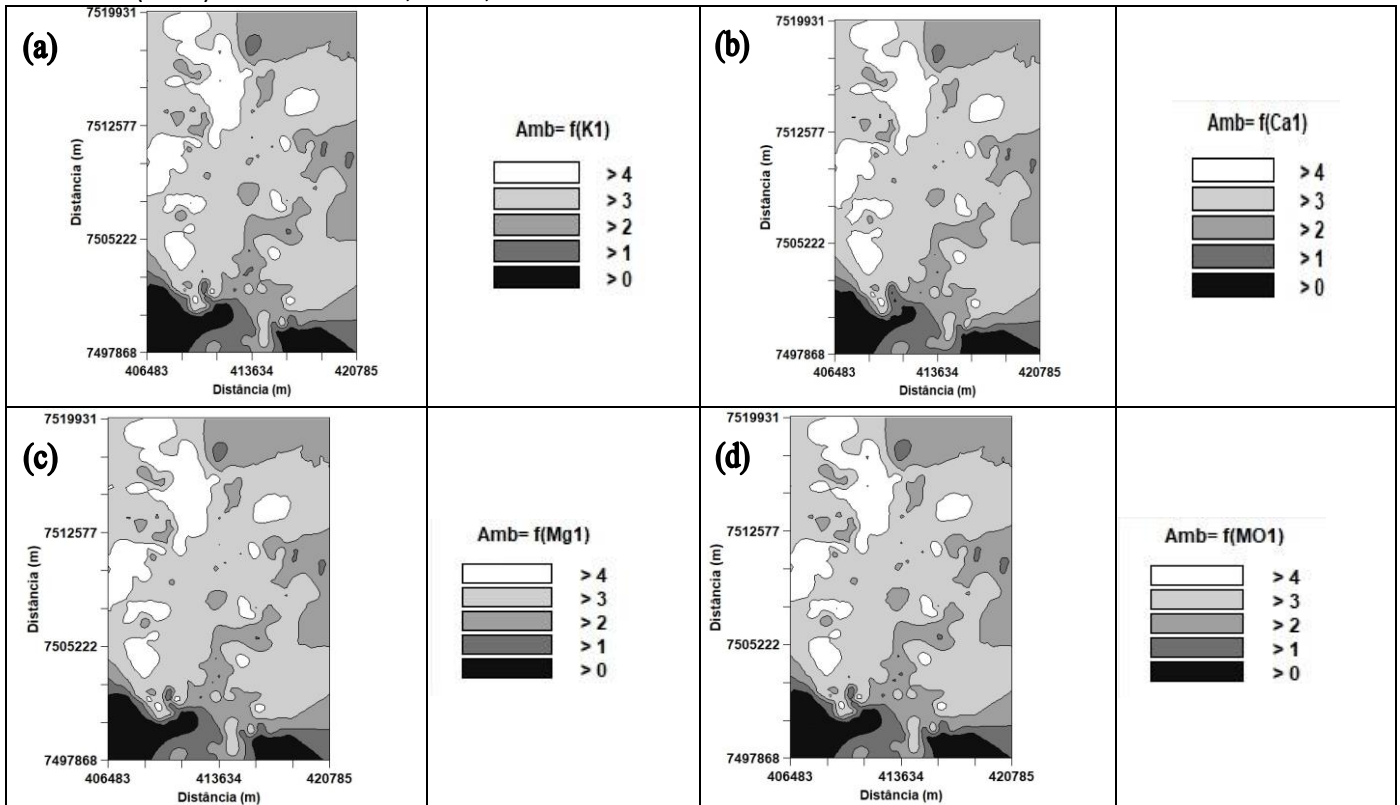 (a)
7519931
7512577
7505222
7497868
Distância (m)
406483 413634 420785
Distância (m)
Amb= f(K1)
> 4
> 3
> 2
> 1
> 0
(b)
7519931
7512577
7505222
7497868
Distância (m)
406483 413634 420785
Distância (m)
Amb= f(Ca1)
> 4
> 3
> 2
> 1
> 0
(c)
7519931
7512577
7505222
7497868
Distância (m)
406483 413634 420785
Distância (m)
Amb= f(Mg1)
> 4
> 3
> 2
> 1
> 0
(d)
7519931
7512577
7505222
7497868
Distância (m)
406483 413634 420785
Distância (m)
Amb= f(MO1)
> 4
> 3
> 2
> 1
> 0